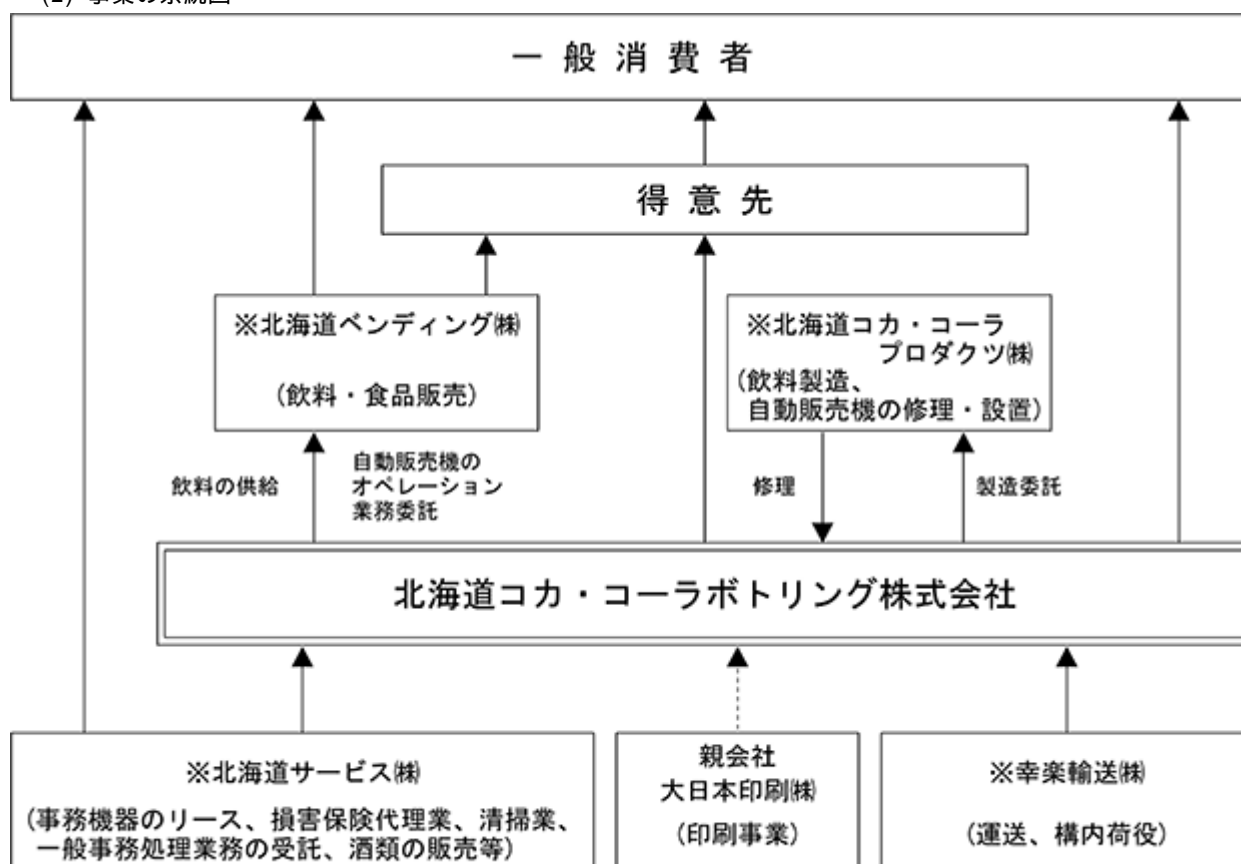 (2) 事業の系統図
一般消費者
得意先
※北海道ベンディング㈱
(飲料・食品販売)
※北海道コカ・コーラ
プロダクツ㈱
(飲料製造、
自動販売機の修理・設置)
飲料の供給
自動販売機の
オペレーション
業務委託
修理
製造委託
北海道コカ・コーラボトリング株式会社
※北海道サービス㈱
(事務機器のリース、損害保険代理業、清掃業、
一般事務処理業務の受託、酒類の販売等)
親会社
大日本印刷㈱
(印刷事業)
※幸楽輸送㈱
(運送、構内荷役)